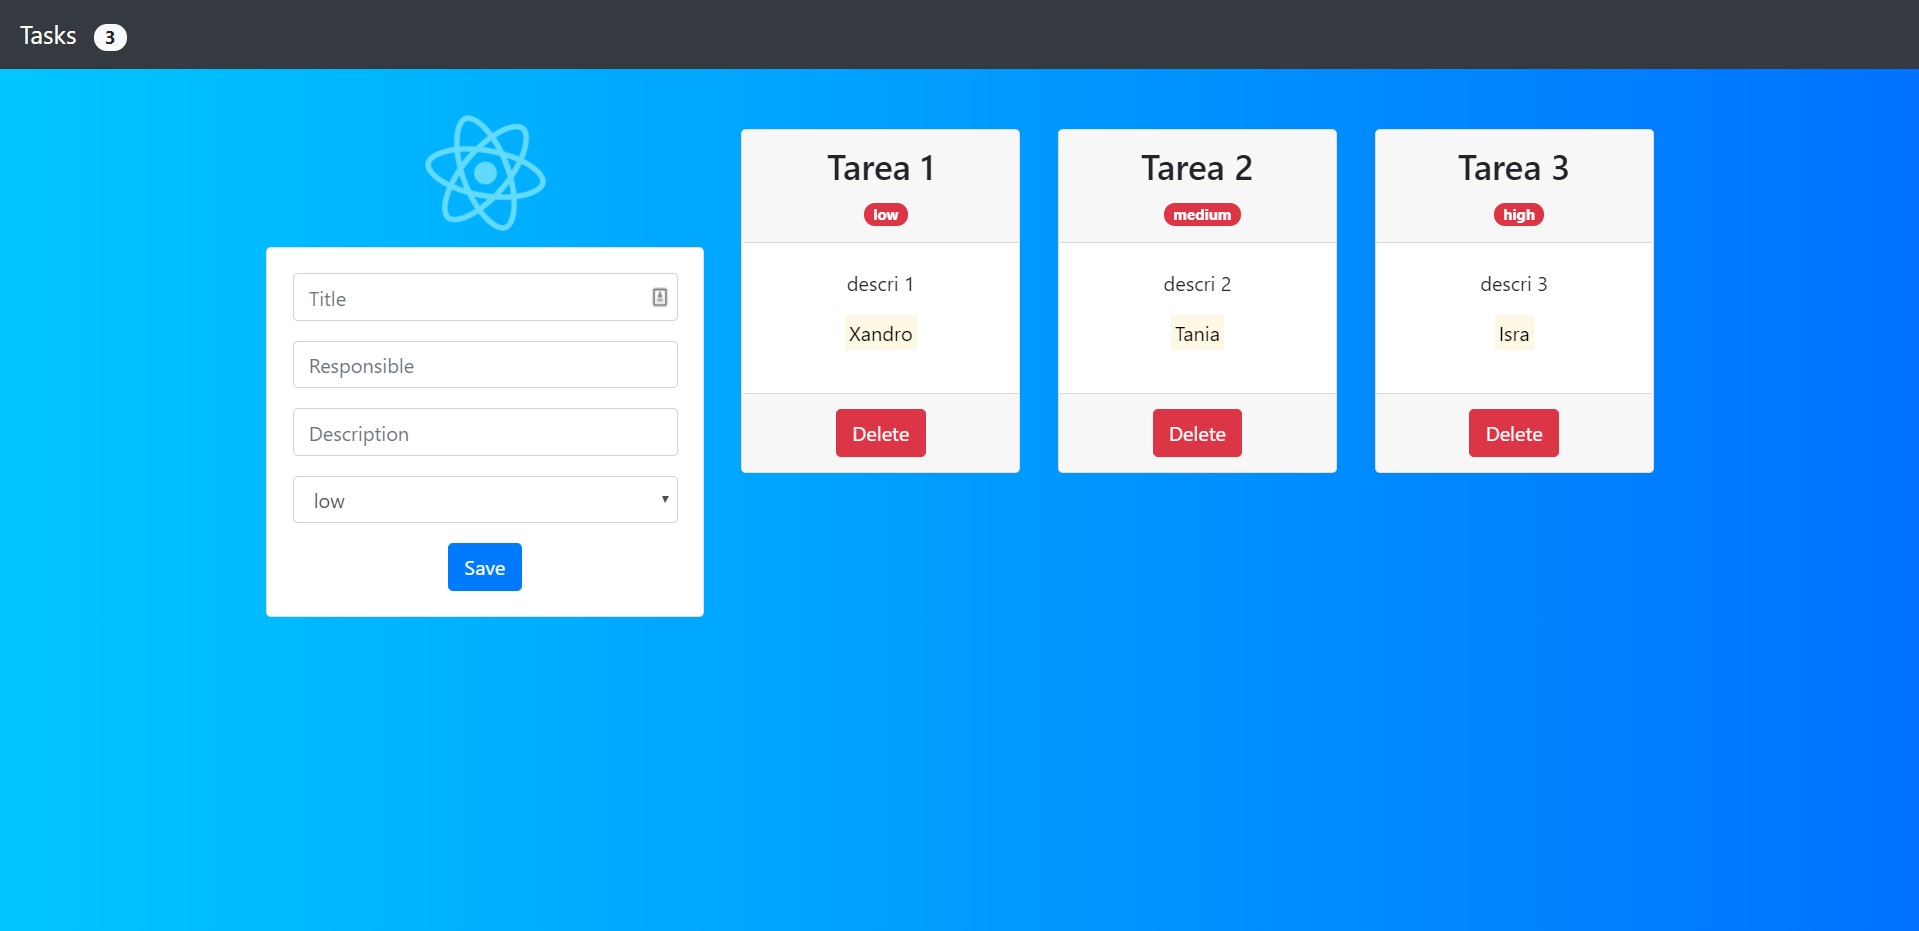 Tasks 3
Title
Responsible
Description
low
Save
Tarea 1
low
descri 1
Xandro
Delete
Tarea 2
medium
descri 2
Tania
Delete
Tarea 3
high
descri 3
Isra
Delete